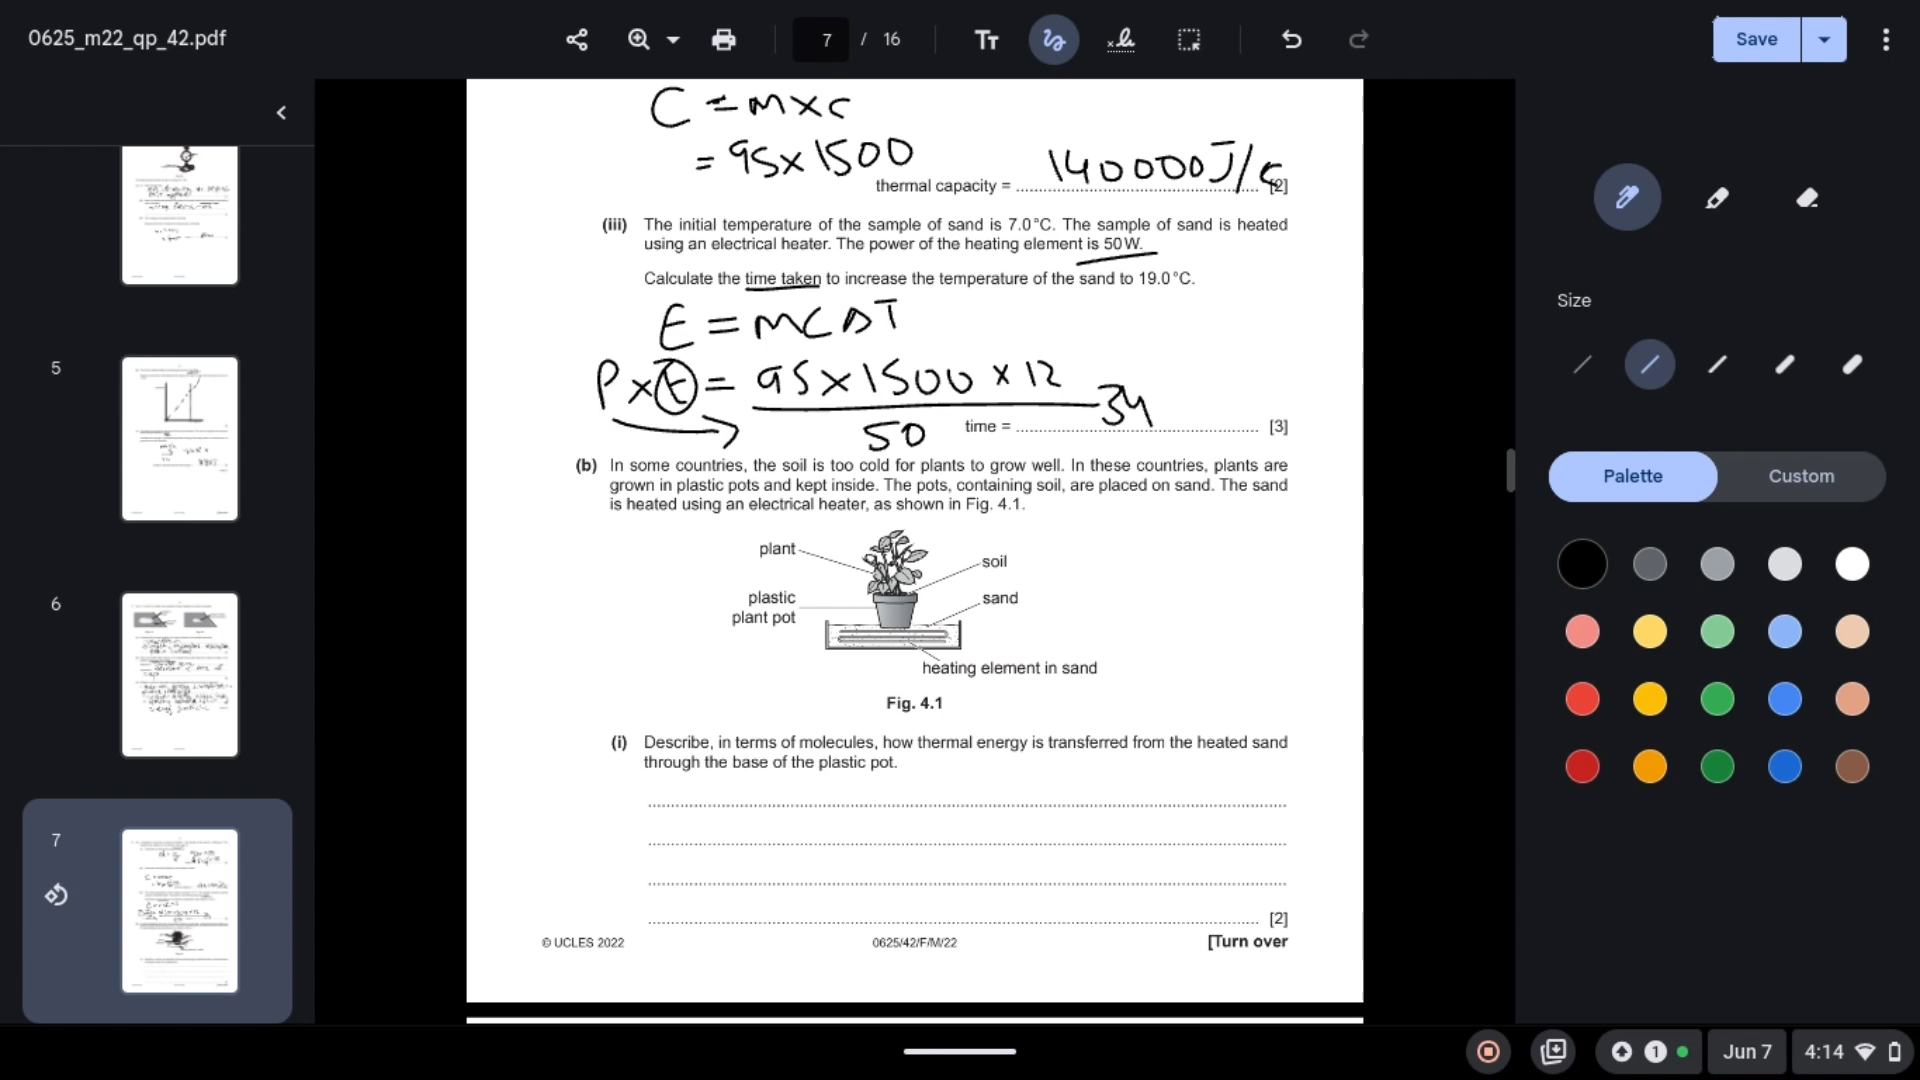 0625_m22_qp_42.pdf
7 / 16
Save
C = m×c
= 95×1500
140000J/c
thermal capacity = ........ [2]
(iii) The initial temperature of the sample of sand is 7.0°C. The sample of sand is heated
using an electrical heater. The power of the heating element is 50W.
Calculate the time taken to increase the temperature of the sand to 19.0°C.
E = MCΔT
P×t = 95×1500×12
34
50
time = ........ [3]
(b) In some countries, the soil is too cold for plants to grow well. In these countries, plants are
grown in plastic pots and kept inside. The pots, containing soil, are placed on sand. The sand
is heated using an electrical heater, as shown in Fig. 4.1.
plant
soil
plastic
plant pot
sand
heating element in sand
Fig. 4.1
(i) Describe, in terms of molecules, how thermal energy is transferred from the heated sand
through the base of the plastic pot.
[2]
© UCLES 2022
0625/42/F/M/22
[Turn over
5
6
7
Size
Palette
Custom
1
Jun 7
4:14